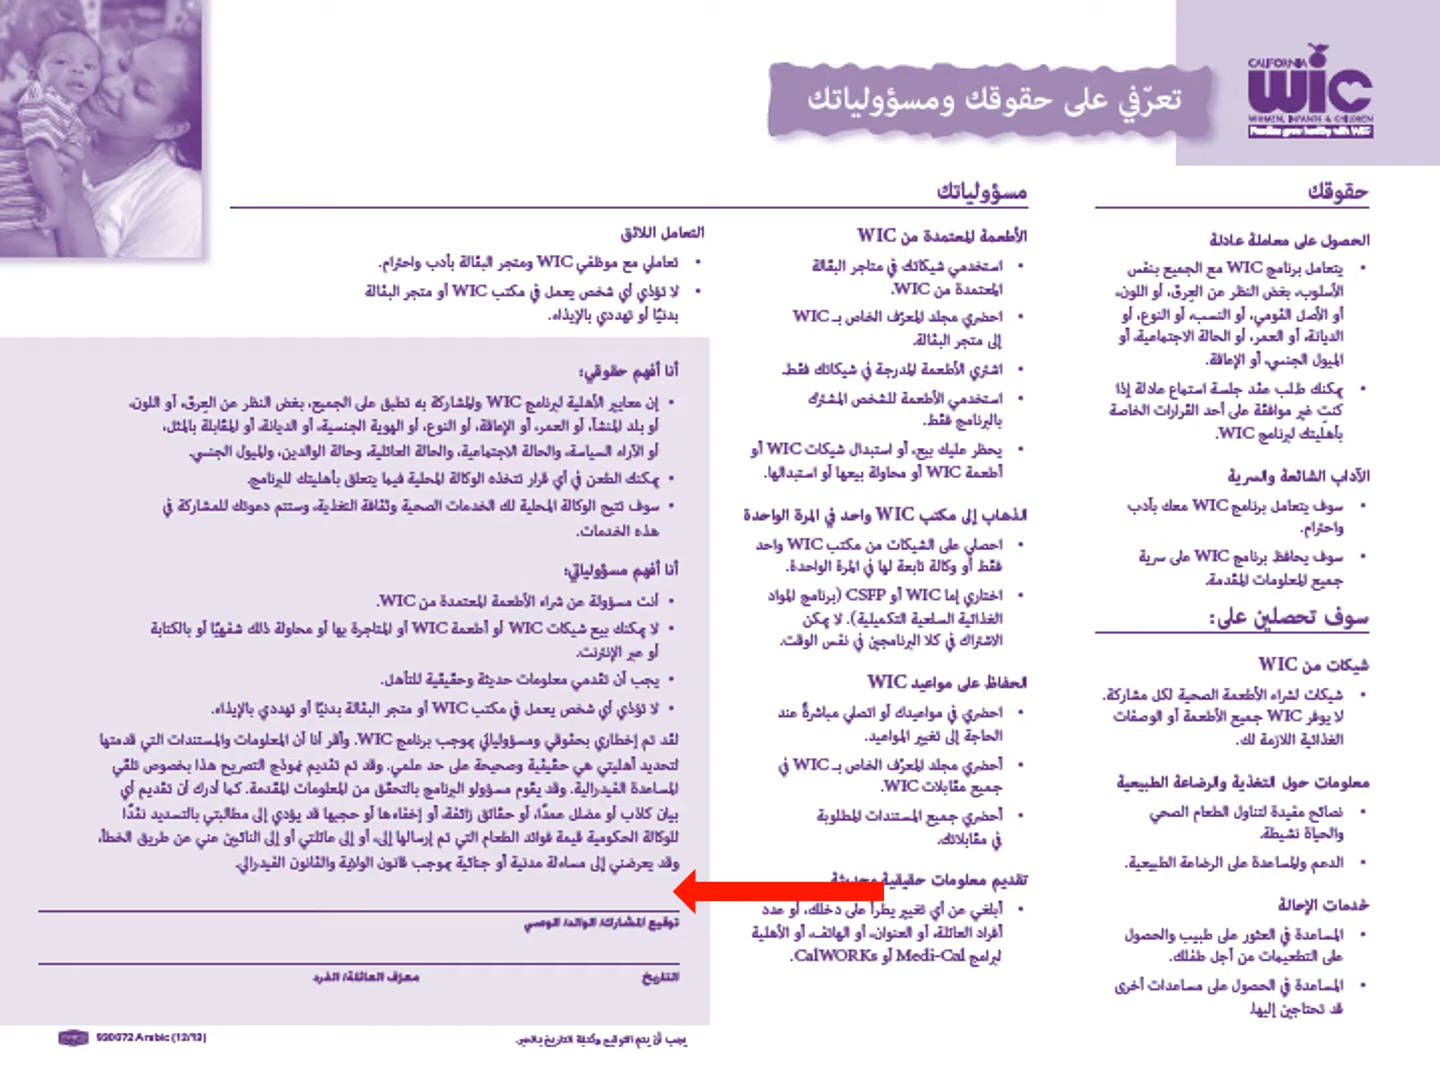 CALIFORNIA
WIC
WOMEN, INFANTS & CHILDREN
Families grow healthy with WIC
تعرّفي على حقوقك ومسؤولياتك
حقوقك
الحصول على معاملة عادلة
• يتعامل برنامج WIC مع الجميع بنفس
الأسلوب، بغض النظر عن العِرق، أو اللون،
أو الأصل القومي، أو النسب، أو النوع، أو
الديانة، أو العمر، أو الحالة الاجتماعية، أو
الميول الجنسي، أو الإعاقة.
• يمكنك طلب عقد جلسة استماع عادلة إذا
كنتِ غير موافقة على أحد القرارات الخاصة
بأهليتك لبرنامج WIC.
الآداب الشائعة والسرية
• سوف يتعامل برنامج WIC معك بأدب
واحترام.
• سوف يحافظ برنامج WIC على سرية
جميع المعلومات المقدمة.
سوف تحصلين على:
شيكات من WIC
• شيكات لشراء الأطعمة الصحية لكل مشاركة.
لا يوفر WIC جميع الأطعمة أو الوصفات
الغذائية اللازمة لك.
معلومات حول التغذية والرضاعة الطبيعية
• نصائح مفيدة لتناول الطعام الصحي
والحياة نشيطة.
• الدعم والمساعدة على الرضاعة الطبيعية.
خدمات الإحالة
• المساعدة في العثور على طبيب والحصول
على التطعيمات من أجل طفلك.
• المساعدة في الحصول على مساعدات أخرى
قد تحتاجين إليها.
مسؤولياتك
الأطعمة المعتمدة من WIC
• استخدمي شيكاتك في متاجر البقالة
المعتمدة من WIC.
• احضري مجلد المعرّف الخاص بـ WIC
إلى متجر البقالة.
• اشتري الأطعمة المدرجة في شيكاتك فقط.
• استخدمي الأطعمة للشخص المشترك
بالبرنامج فقط.
• يحظر عليك بيع، أو استبدال شيكات WIC أو
أطعمة WIC أو محاولة بيعها أو استبدالها.
الذهاب إلى مكتب WIC واحد في المرة الواحدة
• احصلي على الشيكات من مكتب WIC واحد
فقط أو وكالة تابعة لها في المرة الواحدة.
• اختاري إما WIC أو CSFP (برنامج المواد
الغذائية السلعية التكميلية). لا يمكن
الاشتراك في كلا البرنامجين في نفس الوقت.
الحفاظ على مواعيد WIC
• احضري في مواعيدك أو اتصلي مباشرةً عند
الحاجة إلى تغيير المواعيد.
• أحضري مجلد المعرّف الخاص بـ WIC في
جميع مقابلات WIC.
• أحضري جميع المستندات المطلوبة
في مقابلاتك.
تقديم معلومات حقيقية وحديثة
• أبلغي عن أي تغيير يطرأ على دخلك، أو عدد
أفراد العائلة، أو العنوان، أو الهاتف، أو الأهلية
لبرامج Medi-Cal أو CalWORKs.
التعامل اللائق
• تعاملي مع موظفي WIC ومتجر البقالة بأدب واحترام.
• لا تؤذي أي شخص يعمل في مكتب WIC أو متجر البقالة
بدنيًا أو تهددي بالإيذاء.
أنا أفهم حقوقي:
• إن معايير الأهلية لبرنامج WIC والمشاركة به تطبق على الجميع، بغض النظر عن العِرق، أو اللون،
أو بلد المنشأ، أو العمر، أو الإعاقة، أو النوع، أو الهوية الجنسية، أو الديانة، أو المقابلة بالمثل،
أو الآراء السياسة، والحالة الاجتماعية، والحالة العائلية، وحالة الوالدين، والميول الجنسي.
• يمكنك الطعن في أي قرار تتخذه الوكالة المحلية فيما يتعلق بأهليتك للبرنامج.
• سوف تتيح الوكالة المحلية لك الخدمات الصحية وثقافة التغذية، وستتم دعوتك للمشاركة في
هذه الخدمات.
أنا أفهم مسؤولياتي:
• أنت مسؤولة عن شراء الأطعمة المعتمدة من WIC.
• لا يمكنك بيع شيكات WIC أو أطعمة WIC أو المتاجرة بها أو محاولة ذلك شفهيًا أو بالكتابة
أو عبر الإنترنت.
• يجب أن تقدمي معلومات حديثة وحقيقية للتأهل.
• لا تؤذي أي شخص يعمل في مكتب WIC أو متجر البقالة بدنيًا أو تهددي بالإيذاء.
لقد تم إخطاري بحقوقي ومسؤولياتي بموجب برنامج WIC. وأقر أنا أن المعلومات والمستندات التي قدمتها
لتحديد أهليتي هي حقيقية وصحيحة على حد علمي. وقد تم تقديم نموذج التصريح هذا بخصوص تلقي
المساعدة الفيدرالية. وقد يقوم مسؤولو البرنامج بالتحقق من المعلومات المقدمة. كما أدرك أن تقديم أي
بيان كاذب أو مضلل عمدًا، أو حقائق زائفة، أو إخفاءها أو حجبها قد يؤدي إلى مطالبتي بالتسديد نقدًا
للوكالة الحكومية قيمة فوائد الطعام التي تم إرسالها إلي، أو إلى عائلتي أو إلى النائبين عني عن طريق الخطأ،
وقد يعرضني إلى مساءلة مدنية أو جنائية بموجب قانون الولاية والقانون الفيدرالي.
توقيع المشارك/ الوالد/ الوصي
التاريخ معرّف العائلة/ الفرد
يجب أن يتم التوقيع وكتابة التاريخ بالحبر.
930072 Arabic (12/13)